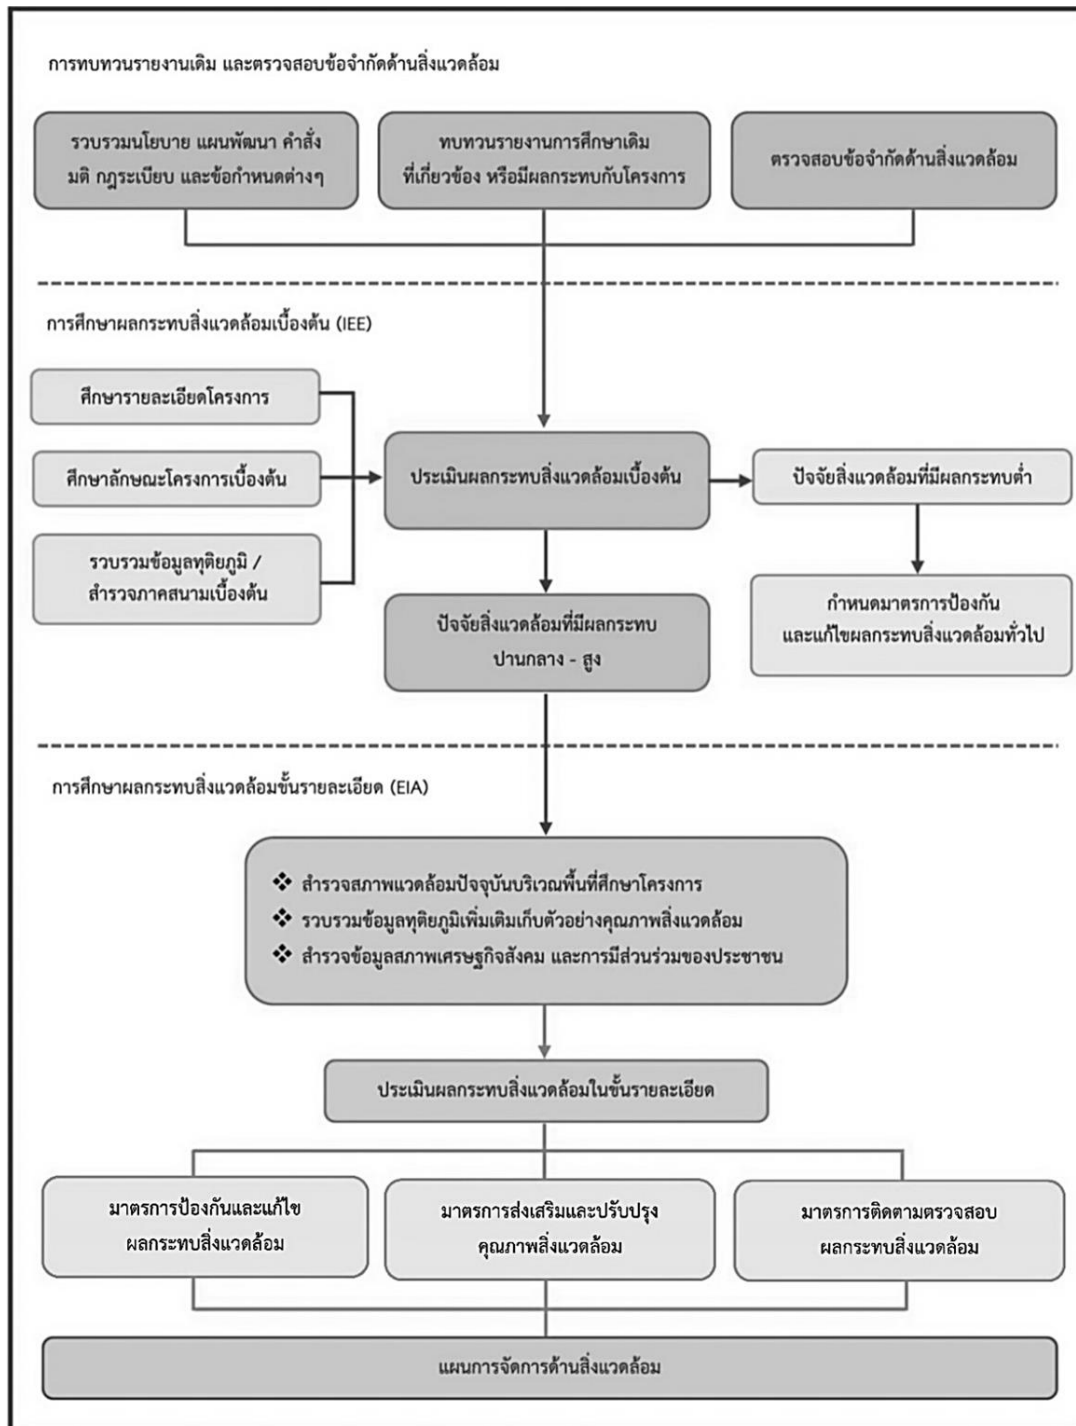 การทบทวนรายงานเดิม และตรวจสอบข้อจำกัดด้านสิ่งแวดล้อม
รวบรวมนโยบาย แผนพัฒนา คำสั่ง
มติ กฎระเบียบ และข้อกำหนดต่างๆ
ทบทวนรายงานการศึกษาเดิม
ที่เกี่ยวข้อง หรือมีผลกระทบกับโครงการ
ตรวจสอบข้อจำกัดด้านสิ่งแวดล้อม
การศึกษาผลกระทบสิ่งแวดล้อมเบื้องต้น (IEE)
ศึกษารายละเอียดโครงการ
ศึกษาลักษณะโครงการเบื้องต้น
รวบรวมข้อมูลทุติยภูมิ /
สำรวจภาคสนามเบื้องต้น
ประเมินผลกระทบสิ่งแวดล้อมเบื้องต้น
ปัจจัยสิ่งแวดล้อมที่มีผลกระทบต่ำ
กำหนดมาตรการป้องกัน
และแก้ไขผลกระทบสิ่งแวดล้อมทั่วไป
ปัจจัยสิ่งแวดล้อมที่มีผลกระทบ
ปานกลาง - สูง
การศึกษาผลกระทบสิ่งแวดล้อมขั้นรายละเอียด (EIA)
❖ สำรวจสภาพแวดล้อมปัจจุบันบริเวณพื้นที่ศึกษาโครงการ
❖ รวบรวมข้อมูลทุติยภูมิเพิ่มเติมเก็บตัวอย่างคุณภาพสิ่งแวดล้อม
❖ สำรวจข้อมูลสภาพเศรษฐกิจสังคม และการมีส่วนร่วมของประชาชน
ประเมินผลกระทบสิ่งแวดล้อมในขั้นรายละเอียด
มาตรการป้องกันและแก้ไข
ผลกระทบสิ่งแวดล้อม
มาตรการส่งเสริมและปรับปรุง
คุณภาพสิ่งแวดล้อม
มาตรการติดตามตรวจสอบ
ผลกระทบสิ่งแวดล้อม
แผนการจัดการด้านสิ่งแวดล้อม